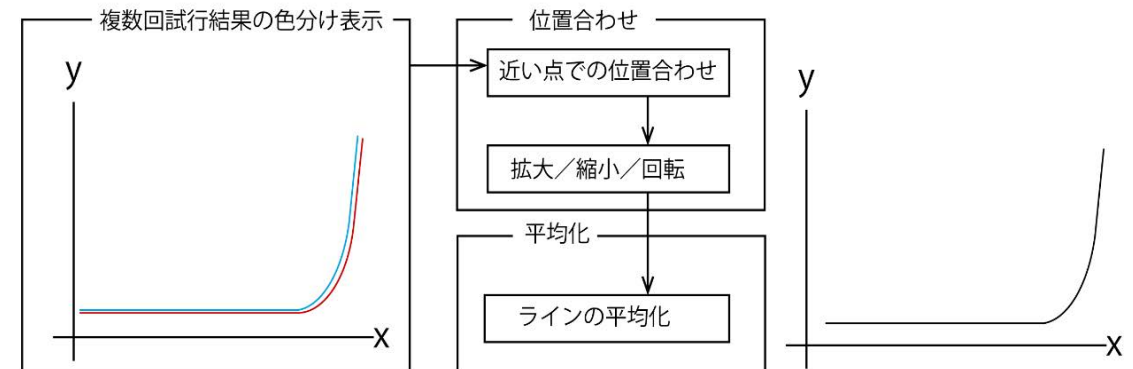 複数回試行結果の色分け表示
y
x
位置合わせ
近い点での位置合わせ
拡大／縮小／回転
平均化
ラインの平均化
y
x